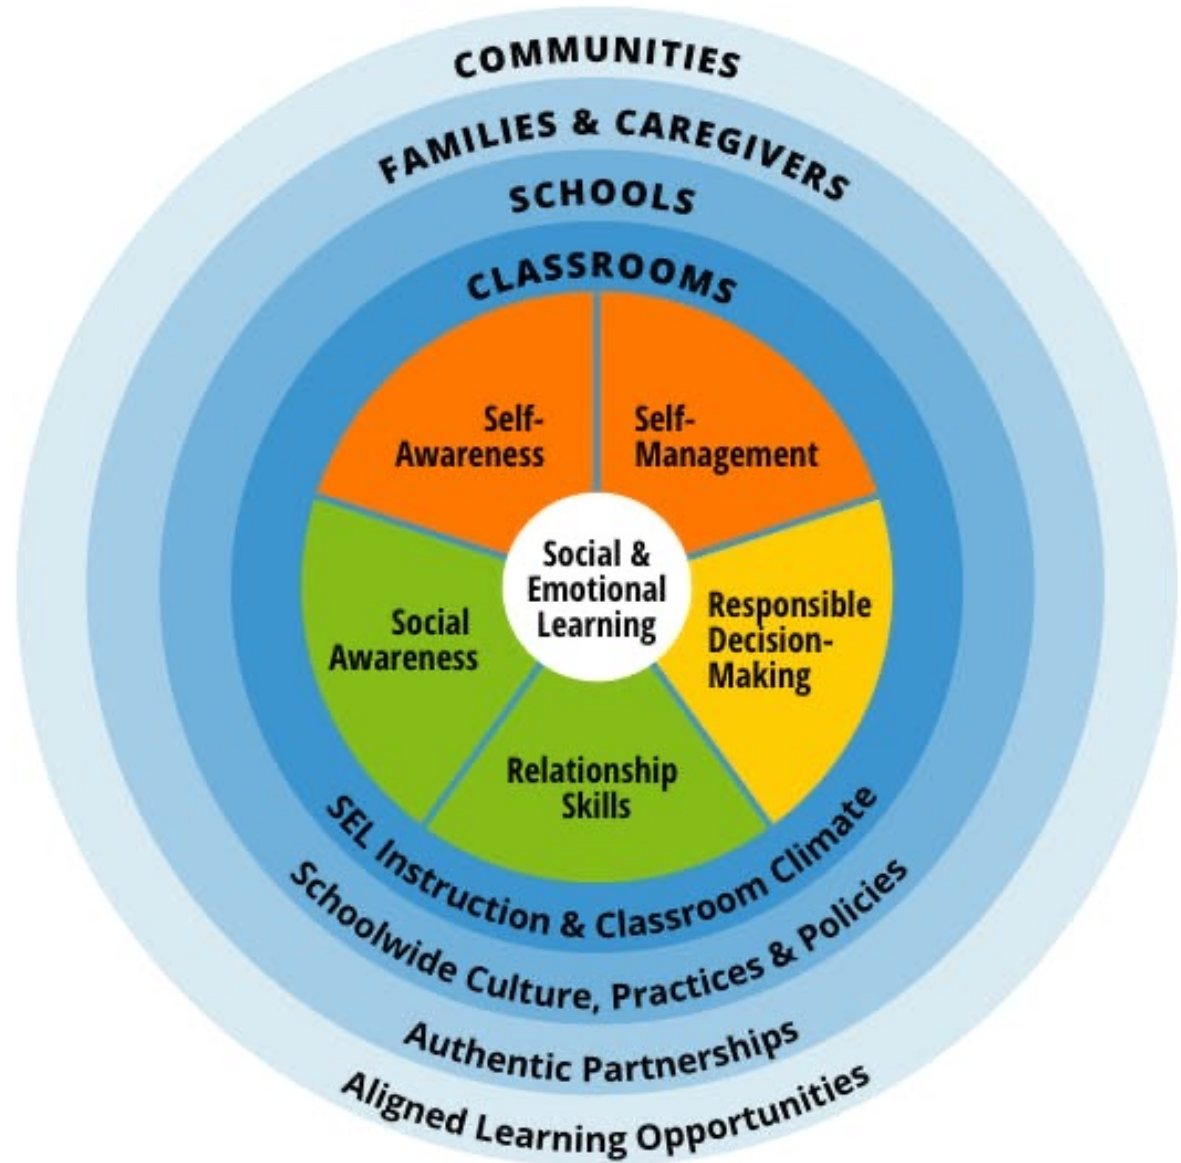 COMMUNITIES
FAMILIES & CAREGIVERS
SCHOOLS
CLASSROOMS
Self-
Awareness
Self-
Management
Social &
Emotional
Learning
Social
Awareness
Responsible
Decision-
Making
Relationship
Skills
SEL Instruction & Classroom Climate
Schoolwide Culture, Practices & Policies
Authentic Partnerships
Aligned Learning Opportunities